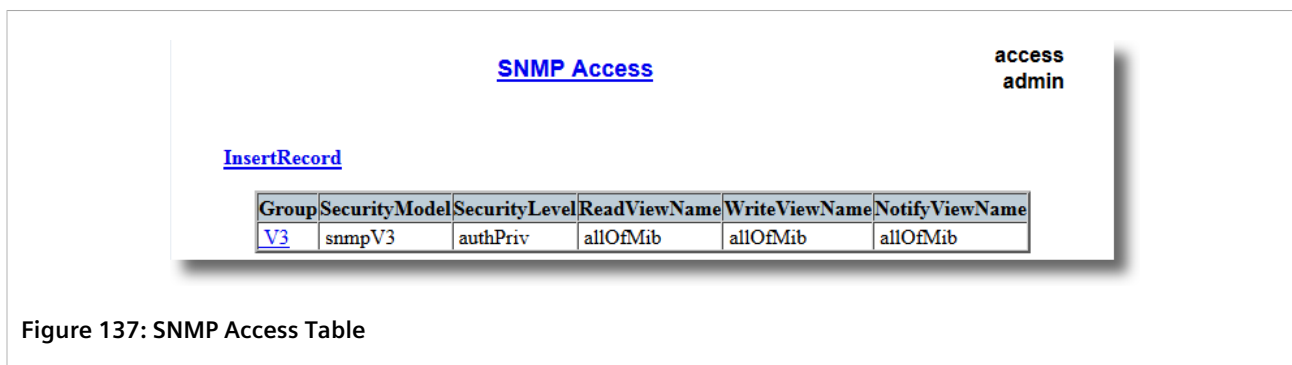 SNMP Access
access
admin
InsertRecord
Group SecurityModel SecurityLevel ReadViewName WriteViewName NotifyViewName
V3 snmpV3 authPriv allOfMib allOfMib allOfMib
Figure 137: SNMP Access Table